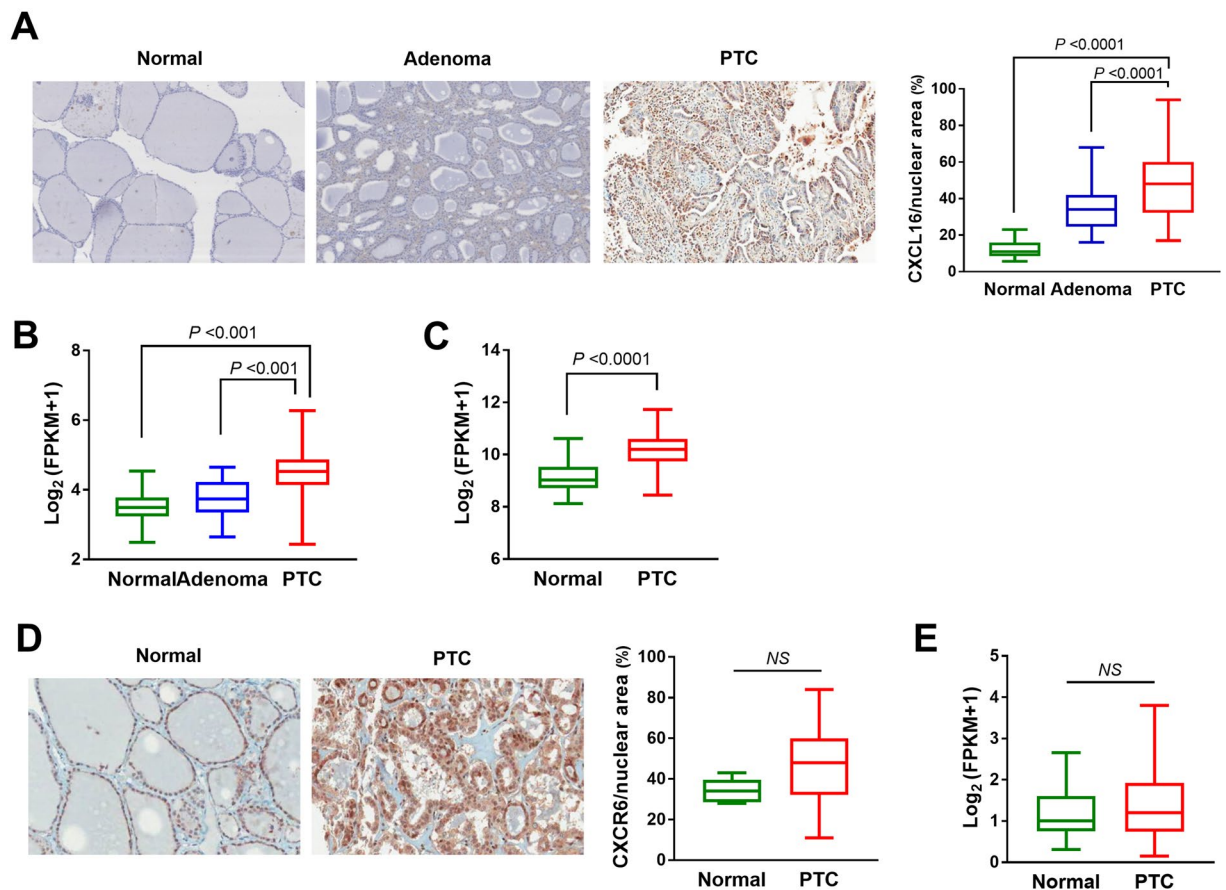 A
Normal
Adenoma
PTC
P <0.0001
P <0.0001
CXCL16/nuclear area (%)
100
80
60
40
20
0
Normal Adenoma PTC
B
P <0.001
P <0.001
Log2 (FPKM+1)
8
6
4
2
Normal Adenoma PTC
C
P <0.0001
Log2 (FPKM+1)
14
12
10
8
6
Normal PTC
D
Normal
PTC
NS
CXCR6/nuclear area (%)
100
80
60
40
20
0
Normal PTC
E
NS
Log2 (FPKM+1)
5
4
3
2
1
0
Normal PTC